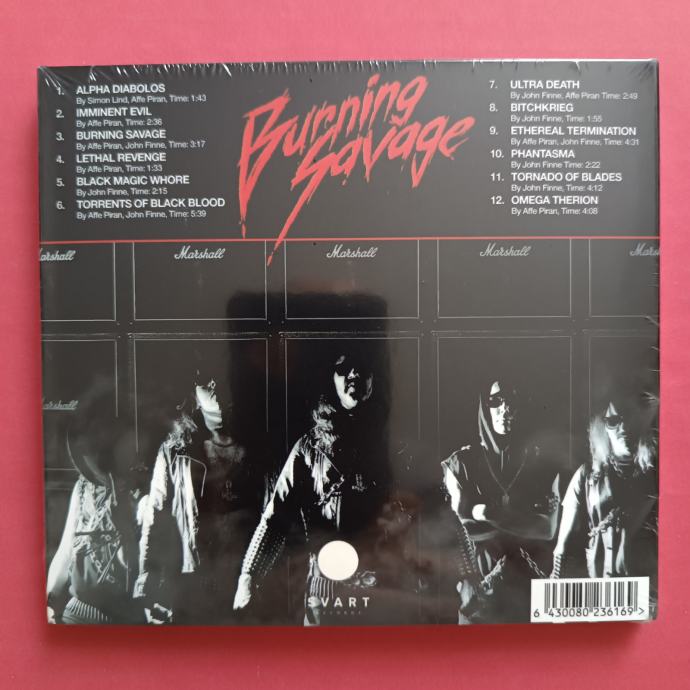 1. ALPHA DIABOLOS
By Simon Lind, Affe Piran, Time: 1:43
2. IMMINENT EVIL
By Affe Piran, Time: 2:36
3. BURNING SAVAGE
By Affe Piran, John Finne, Time: 3:17
4. LETHAL REVENGE
By Affe Piran, Time: 1:33
5. BLACK MAGIC WHORE
By John Finne, Time: 2:15
6. TORRENTS OF BLACK BLOOD
By Affe Piran, John Finne, Time: 5:39
Burning
Savage
7. ULTRA DEATH
By John Finne, Affe Piran Time: 2:49
8. BITCHKRIEG
By John Finne, Time: 1:55
9. ETHEREAL TERMINATION
By Affe Piran, John Finne, Time: 4:31
10. PHANTASMA
By John Finne Time: 2:22
11. TORNADO OF BLADES
By John Finne, Time: 4:12
12. OMEGA THERION
By Affe Piran, Time: 4:08
Marshall
Marshall
Marshall
SVART
6 430080 236169 >